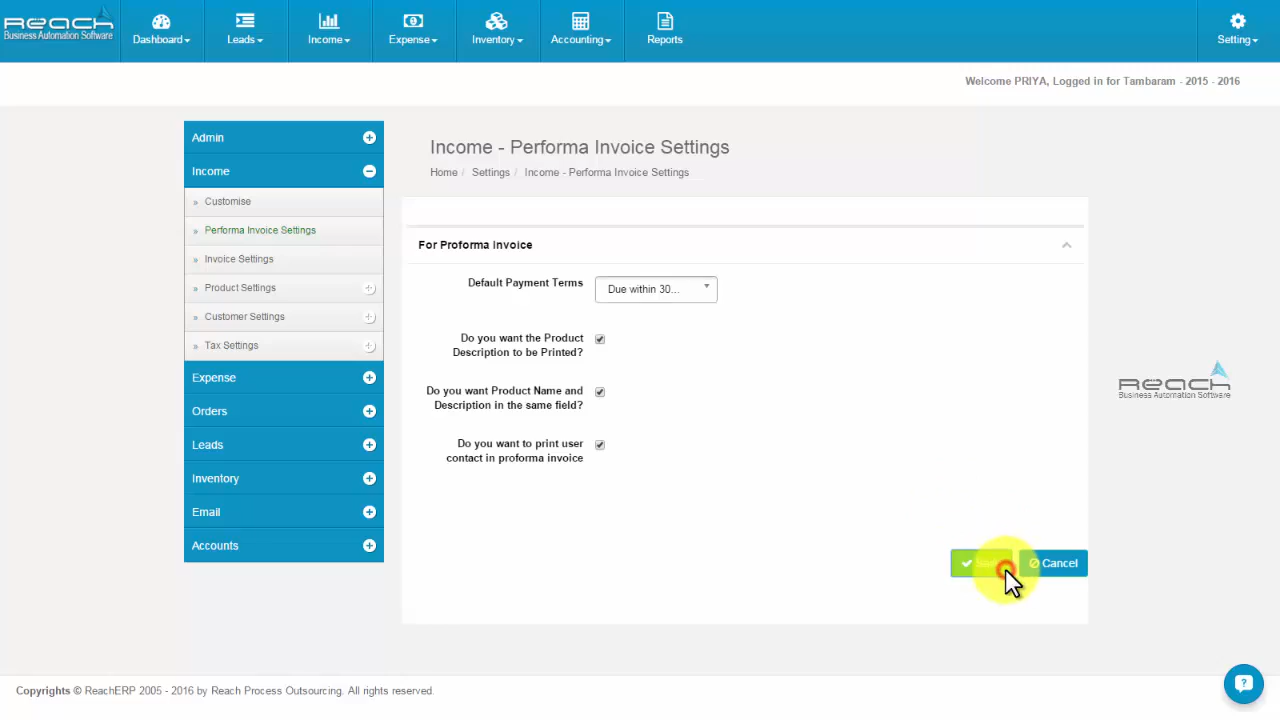 Reach
Business Automation Software
Dashboard
Leads
Income
Expense
Inventory
Accounting
Reports
Setting
Welcome PRIYA, Logged in for Tambaram - 2015 - 2016
Admin
Income
» Customise
» Performa Invoice Settings
» Invoice Settings
» Product Settings
» Customer Settings
» Tax Settings
Expense
Orders
Leads
Inventory
Email
Accounts
Income - Performa Invoice Settings
Home / Settings / Income - Performa Invoice Settings
For Proforma Invoice
Default Payment Terms
Due within 30...
Do you want the Product
Description to be Printed?
Do you want Product Name and
Description in the same field?
Do you want to print user
contact in proforma invoice
Cancel
Reach
Business Automation Software
Copyrights © ReachERP 2005 - 2016 by Reach Process Outsourcing. All rights reserved.